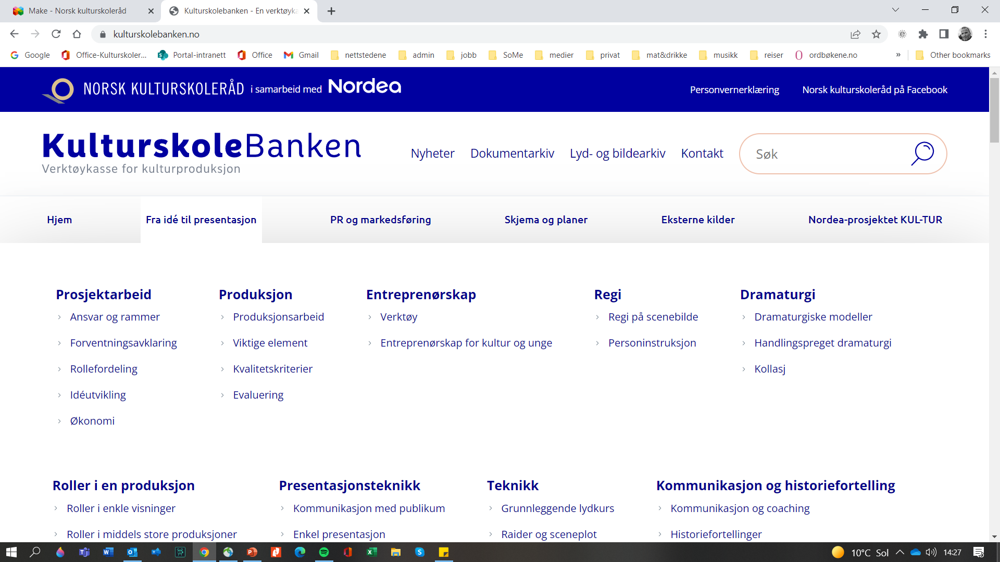 Make - Norsk kulturskoleråd
Kulturskolebanken - En verktøyka
kulturskolebanken.no
Google Office-Kulturskoler... Portal-intranett Office Gmail nettstedene admin jobb SoMe medier privat mat&drikke musikk reiser ordbøkene.no » Other bookmarks
NORSK KULTURSKOLERÅD i samarbeid med Nordea Personvernerklæring Norsk kulturskoleråd på Facebook
KulturskoleBanken
Verktøykasse for kulturproduksjon
Nyheter Dokumentarkiv Lyd- og bildearkiv Kontakt Søk
Hjem Fra idé til presentasjon PR og markedsføring Skjema og planer Eksterne kilder Nordea-prosjektet KUL-TUR
Prosjektarbeid
Ansvar og rammer
Forventningsavklaring
Rollefordeling
Idéutvikling
Økonomi
Produksjon
Produksjonsarbeid
Viktige element
Kvalitetskriterier
Evaluering
Entreprenørskap
Verktøy
Entreprenørskap for kultur og unge
Regi
Regi på scenebilde
Personinstruksjon
Dramaturgi
Dramaturgiske modeller
Handlingspreget dramaturgi
Kollasj
Roller i en produksjon
Roller i enkle visninger
Roller i middels store produksjoner
Presentasjonsteknikk
Kommunikasjon med publikum
Enkel presentasjon
Teknikk
Grunnleggende lydkurs
Raider og sceneplot
Kommunikasjon og historiefortelling
Kommunikasjon og coaching
Historiefortellinger
10°C Sol 14:27